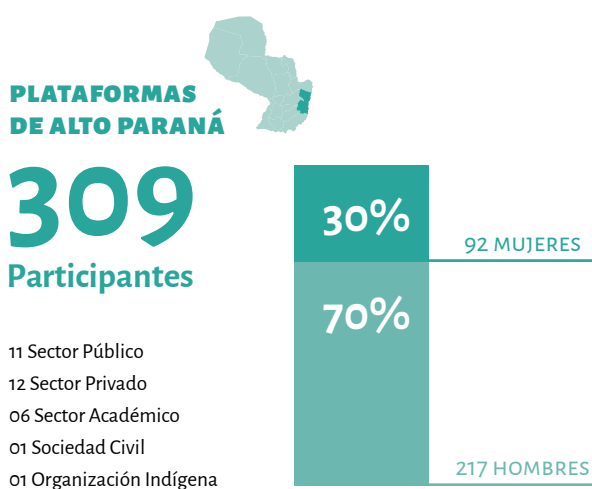 PLATAFORMAS
DE ALTO PARANÁ
309
Participantes
11 Sector Público
12 Sector Privado
06 Sector Académico
01 Sociedad Civil
01 Organización Indígena
30%
92 MUJERES
70%
217 HOMBRES